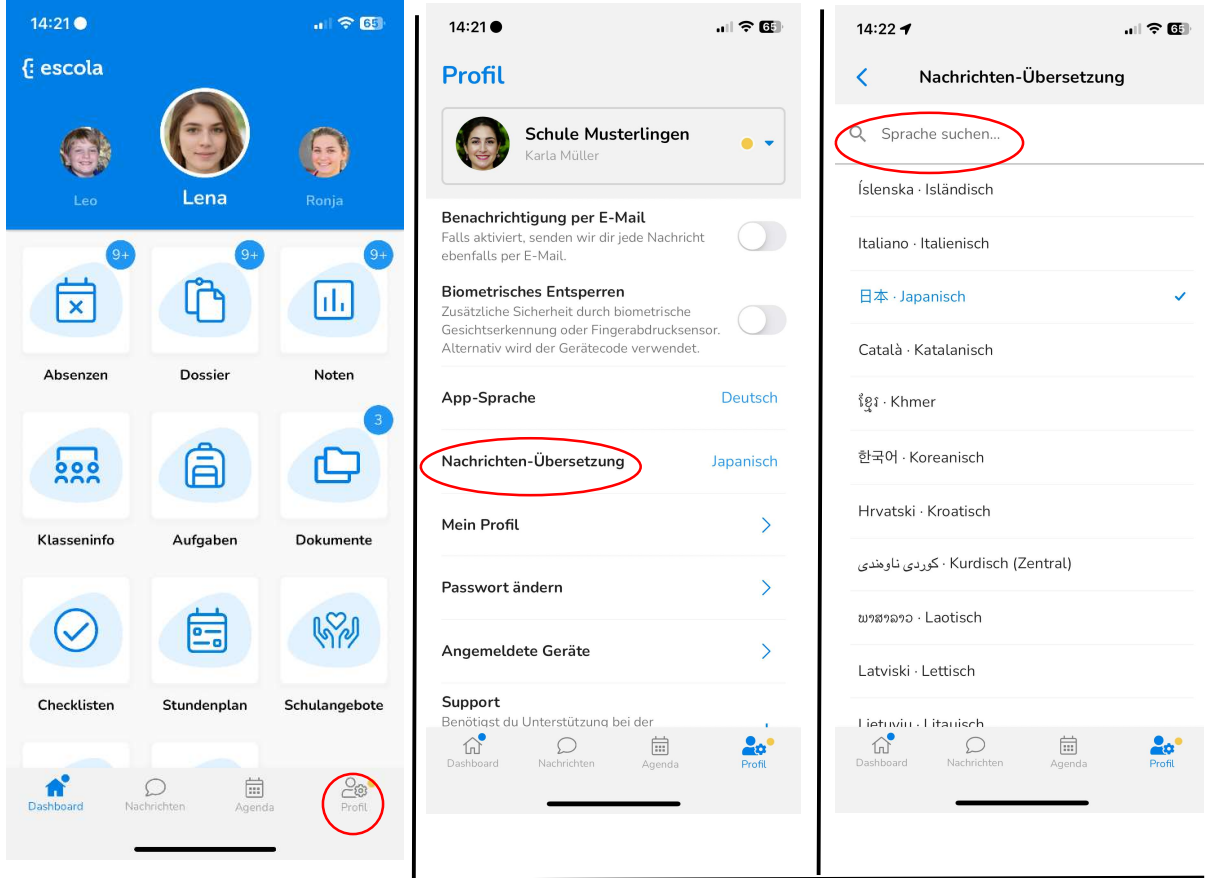 14:21
65
escola
Leo
Lena
Ronja
9+
9+
9+
Absenzen
Dossier
Noten
3
Klasseninfo
Aufgaben
Dokumente
Checklisten
Stundenplan
Schulangebote
Dashboard
Nachrichten
Agenda
Profil
14:21
65
Profil
Schule Musterlingen
Karla Müller
Benachrichtigung per E-Mail
Falls aktiviert, senden wir dir jede Nachricht
ebenfalls per E-Mail.
Biometrisches Entsperren
Zusätzliche Sicherheit durch biometrische
Gesichtserkennung oder Fingerabdrucksensor.
Alternativ wird der Gerätecode verwendet.
App-Sprache
Deutsch
Nachrichten-Übersetzung
Japanisch
Mein Profil
Passwort ändern
Angemeldete Geräte
Support
Benötigst du Unterstützung bei der
Dashboard
Nachrichten
Agenda
Profil
14:22
65
Nachrichten-Übersetzung
Sprache suchen...
Íslenska · Isländisch
Italiano · Italienisch
日本 · Japanisch
Català · Katalanisch
ខ្មែរ · Khmer
한국어 · Koreanisch
Hrvatski · Kroatisch
کوردی ناوەندی · Kurdisch (Zentral)
ພາສາລາວ · Laotisch
Latviski · Lettisch
Lietuvių · Litauisch
Dashboard
Nachrichten
Agenda
Profil